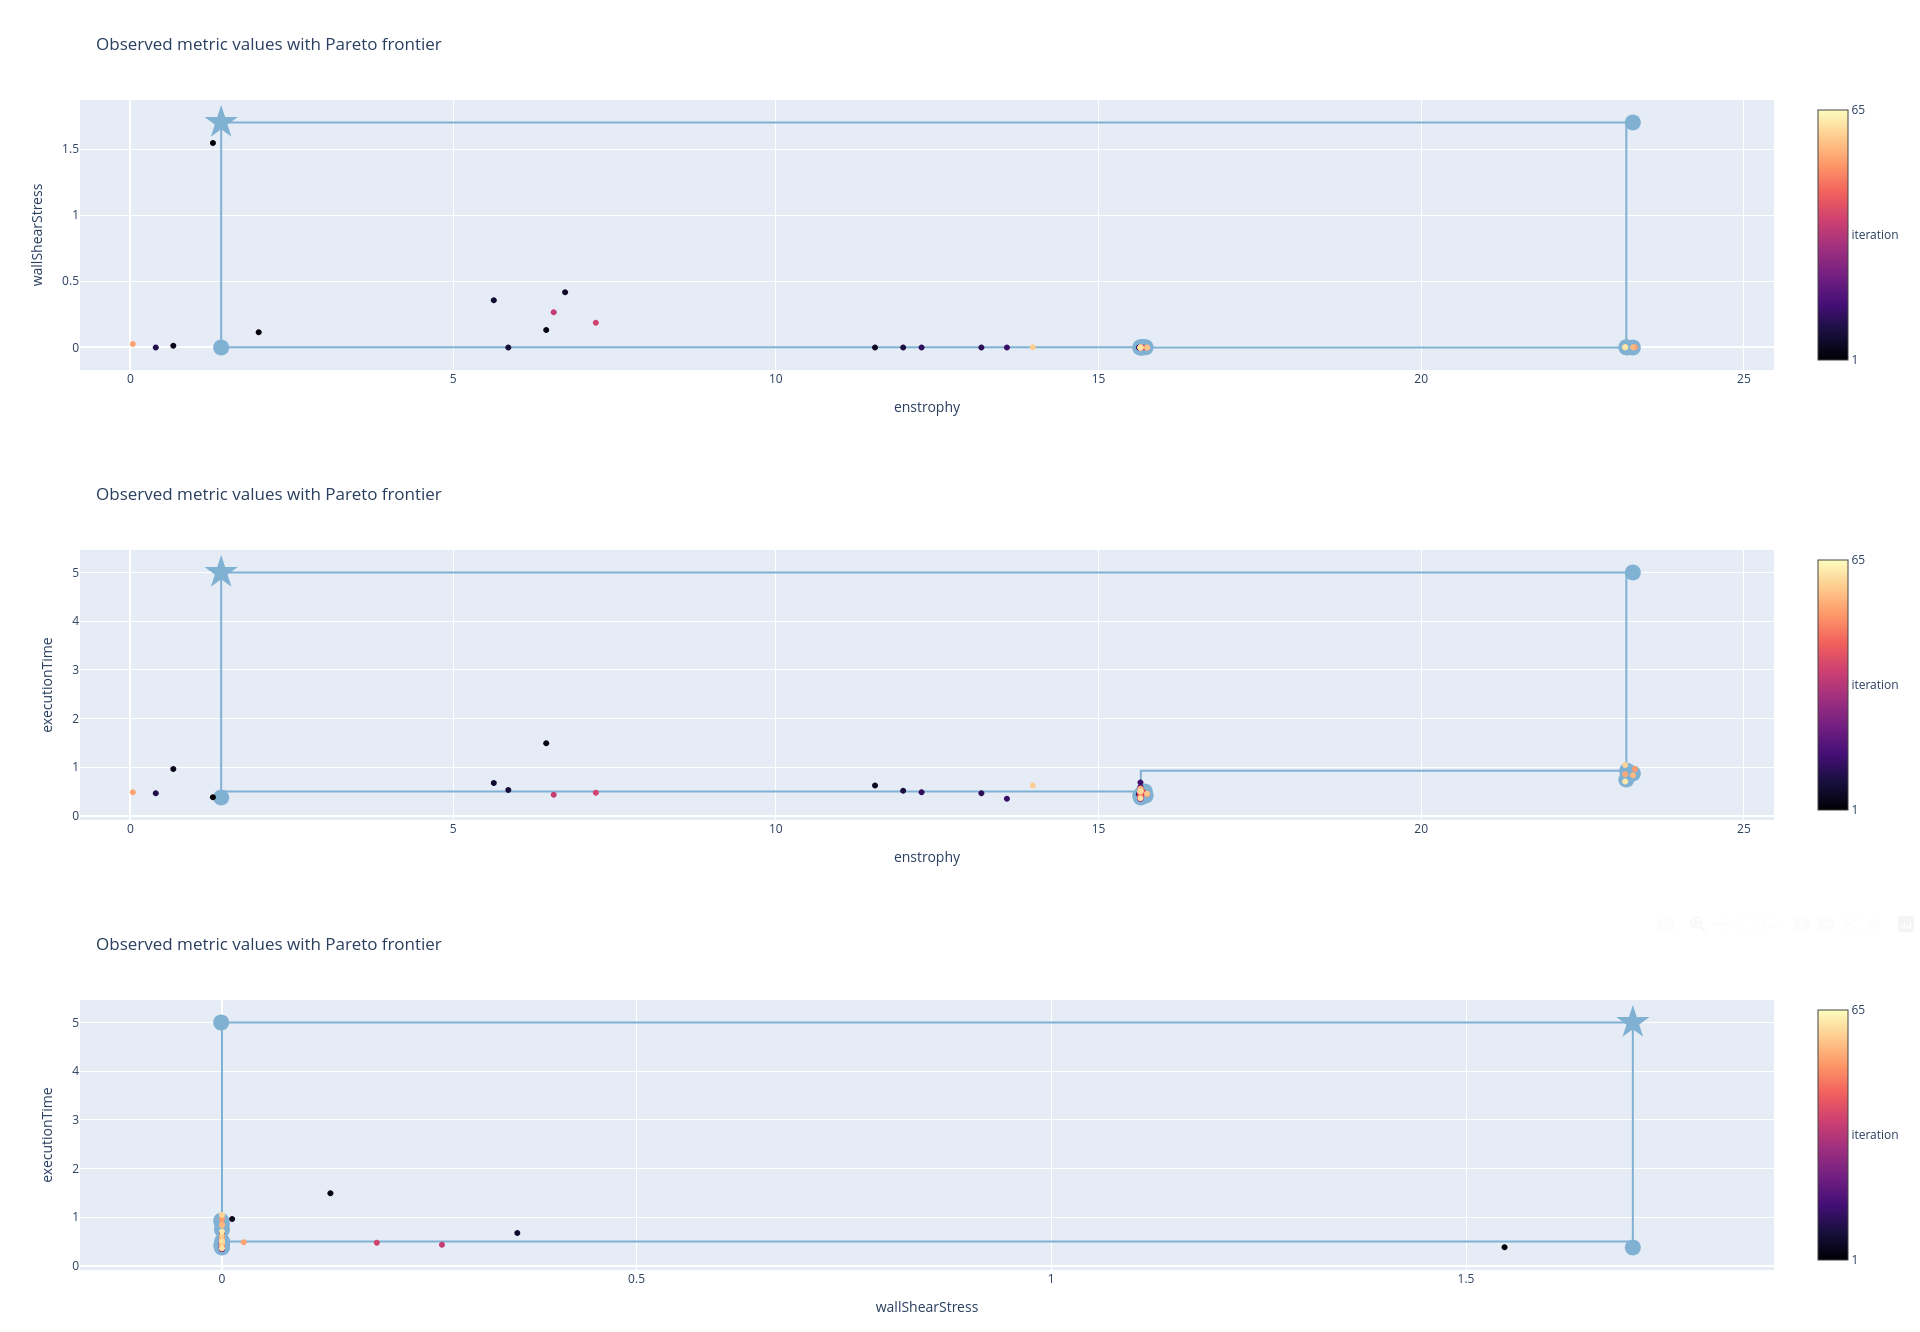 Observed metric values with Pareto frontier
1.5
1
0.5
0
wallShearStress
0 5 10 15 20 25
enstrophy
65
iteration
1
Observed metric values with Pareto frontier
5
4
3
2
1
0
executionTime
0 5 10 15 20 25
enstrophy
65
iteration
1
Observed metric values with Pareto frontier
5
4
3
2
1
0
executionTime
0 0.5 1 1.5
wallShearStress
65
iteration
1